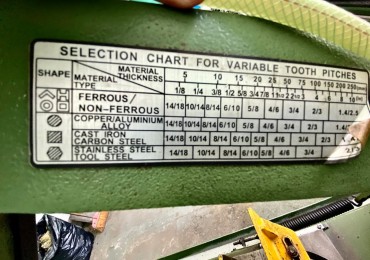 SELECTION CHART FOR VARIABLE TOOTH PITCHES
SHAPE MATERIAL THICKNESS 5 10 15 20 25 50 75 100 150 200 250
MATERIAL TYPE 1/8 1/4 3/8 1/2 5/8 3/4 7/8 1 2 3 4 6 8 10
FERROUS/ NON-FERROUS 14/18 10/14 8/14 6/10 5/8 4/6 3/4 2/3 1.4/2.5
COPPER/ALUMINIUM ALLOY 14/18 10/14 8/14 6/10 5/8 4/6 3/4 2/3 1.4/2
CAST IRON CARBON STEEL 14/18 10/14 8/14 6/10 5/8 4/6 3/4 2/3
STAINLESS STEEL TOOL STEEL 14/18 10/14 8/14 6/10 5/8 4/6 3/4 2/3